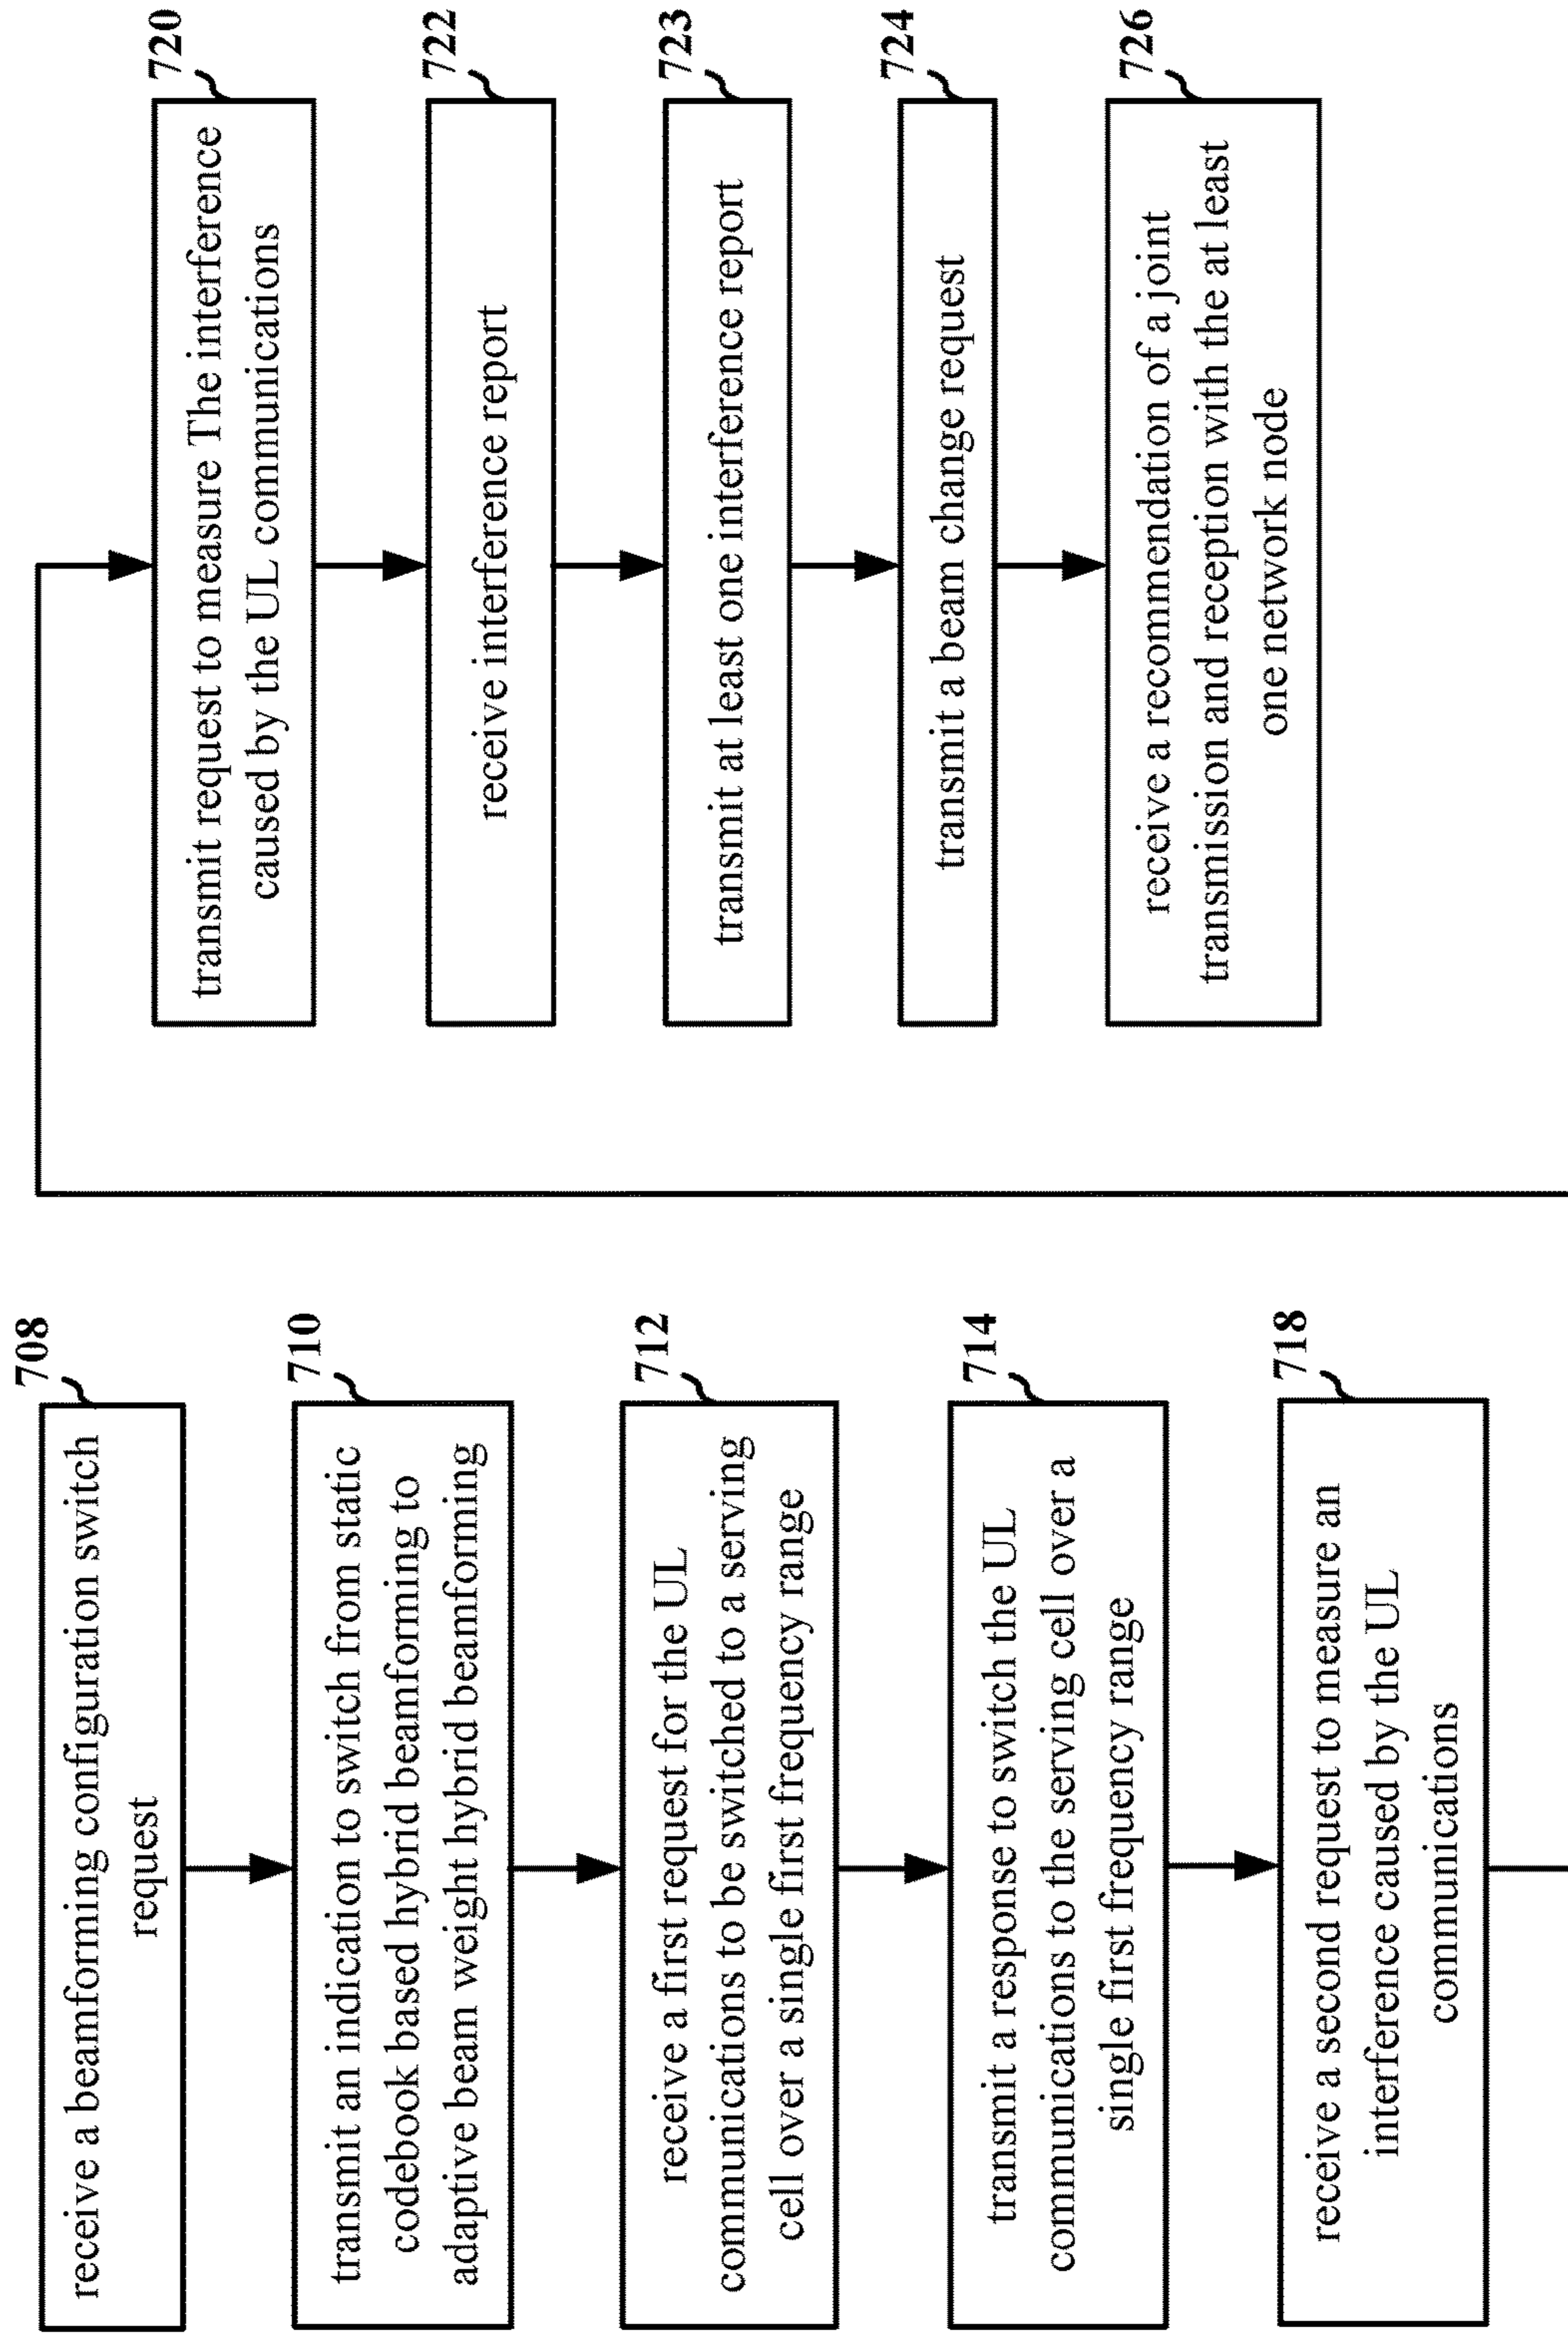 708
receive a beamforming configuration switch
request
710
transmit an indication to switch from static
codebook based hybrid beamforming to
adaptive beam weight hybrid beamforming
712
receive a first request for the UL
communications to be switched to a serving
cell over a single first frequency range
714
transmit a response to switch the UL
communications to the serving cell over a
single first frequency range
718
receive a second request to measure an
interference caused by the UL
communications
720
transmit request to measure The interference
caused by the UL communications
722
receive interference report
723
transmit at least one interference report
724
transmit a beam change request
726
receive a recommendation of a joint
transmission and reception with the at least
one network node